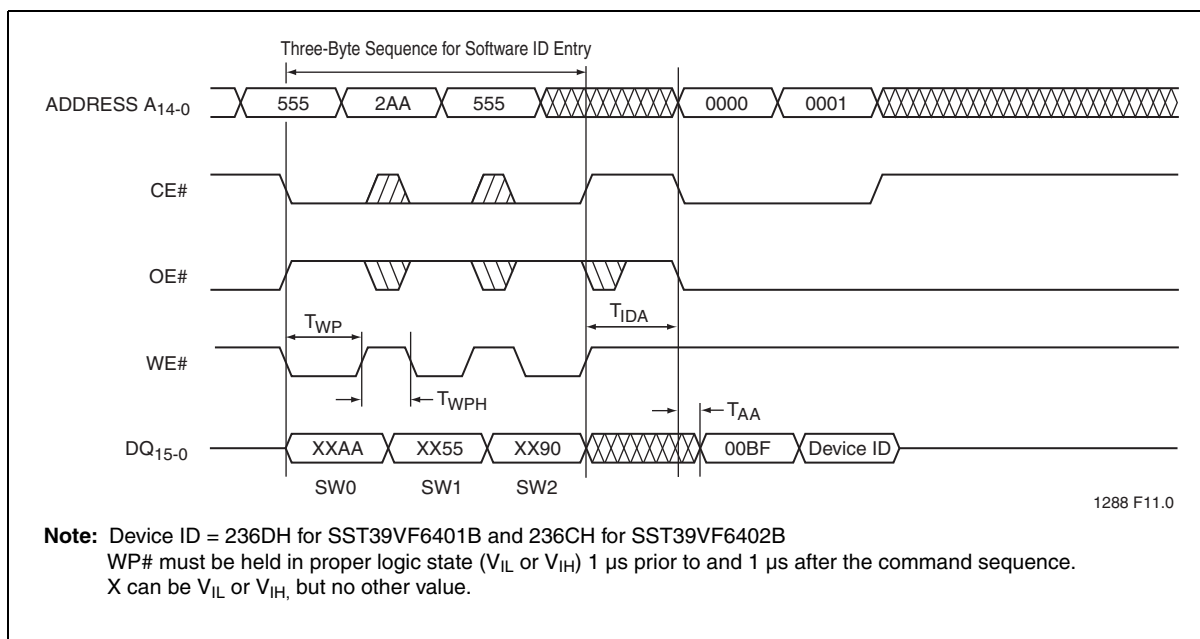 Three-Byte Sequence for Software ID Entry
ADDRESS A14-0
555 2AA 555 0000 0001
CE#
OE#
TIDA
TWP
WE#
TWPH
TAA
DQ15-0
XXAA XX55 XX90 00BF Device ID
SW0 SW1 SW2
1288 F11.0
Note: Device ID = 236DH for SST39VF6401B and 236CH for SST39VF6402B
WP# must be held in proper logic state (VIL or VIH) 1 µs prior to and 1 µs after the command sequence.
X can be VIL or VIH, but no other value.